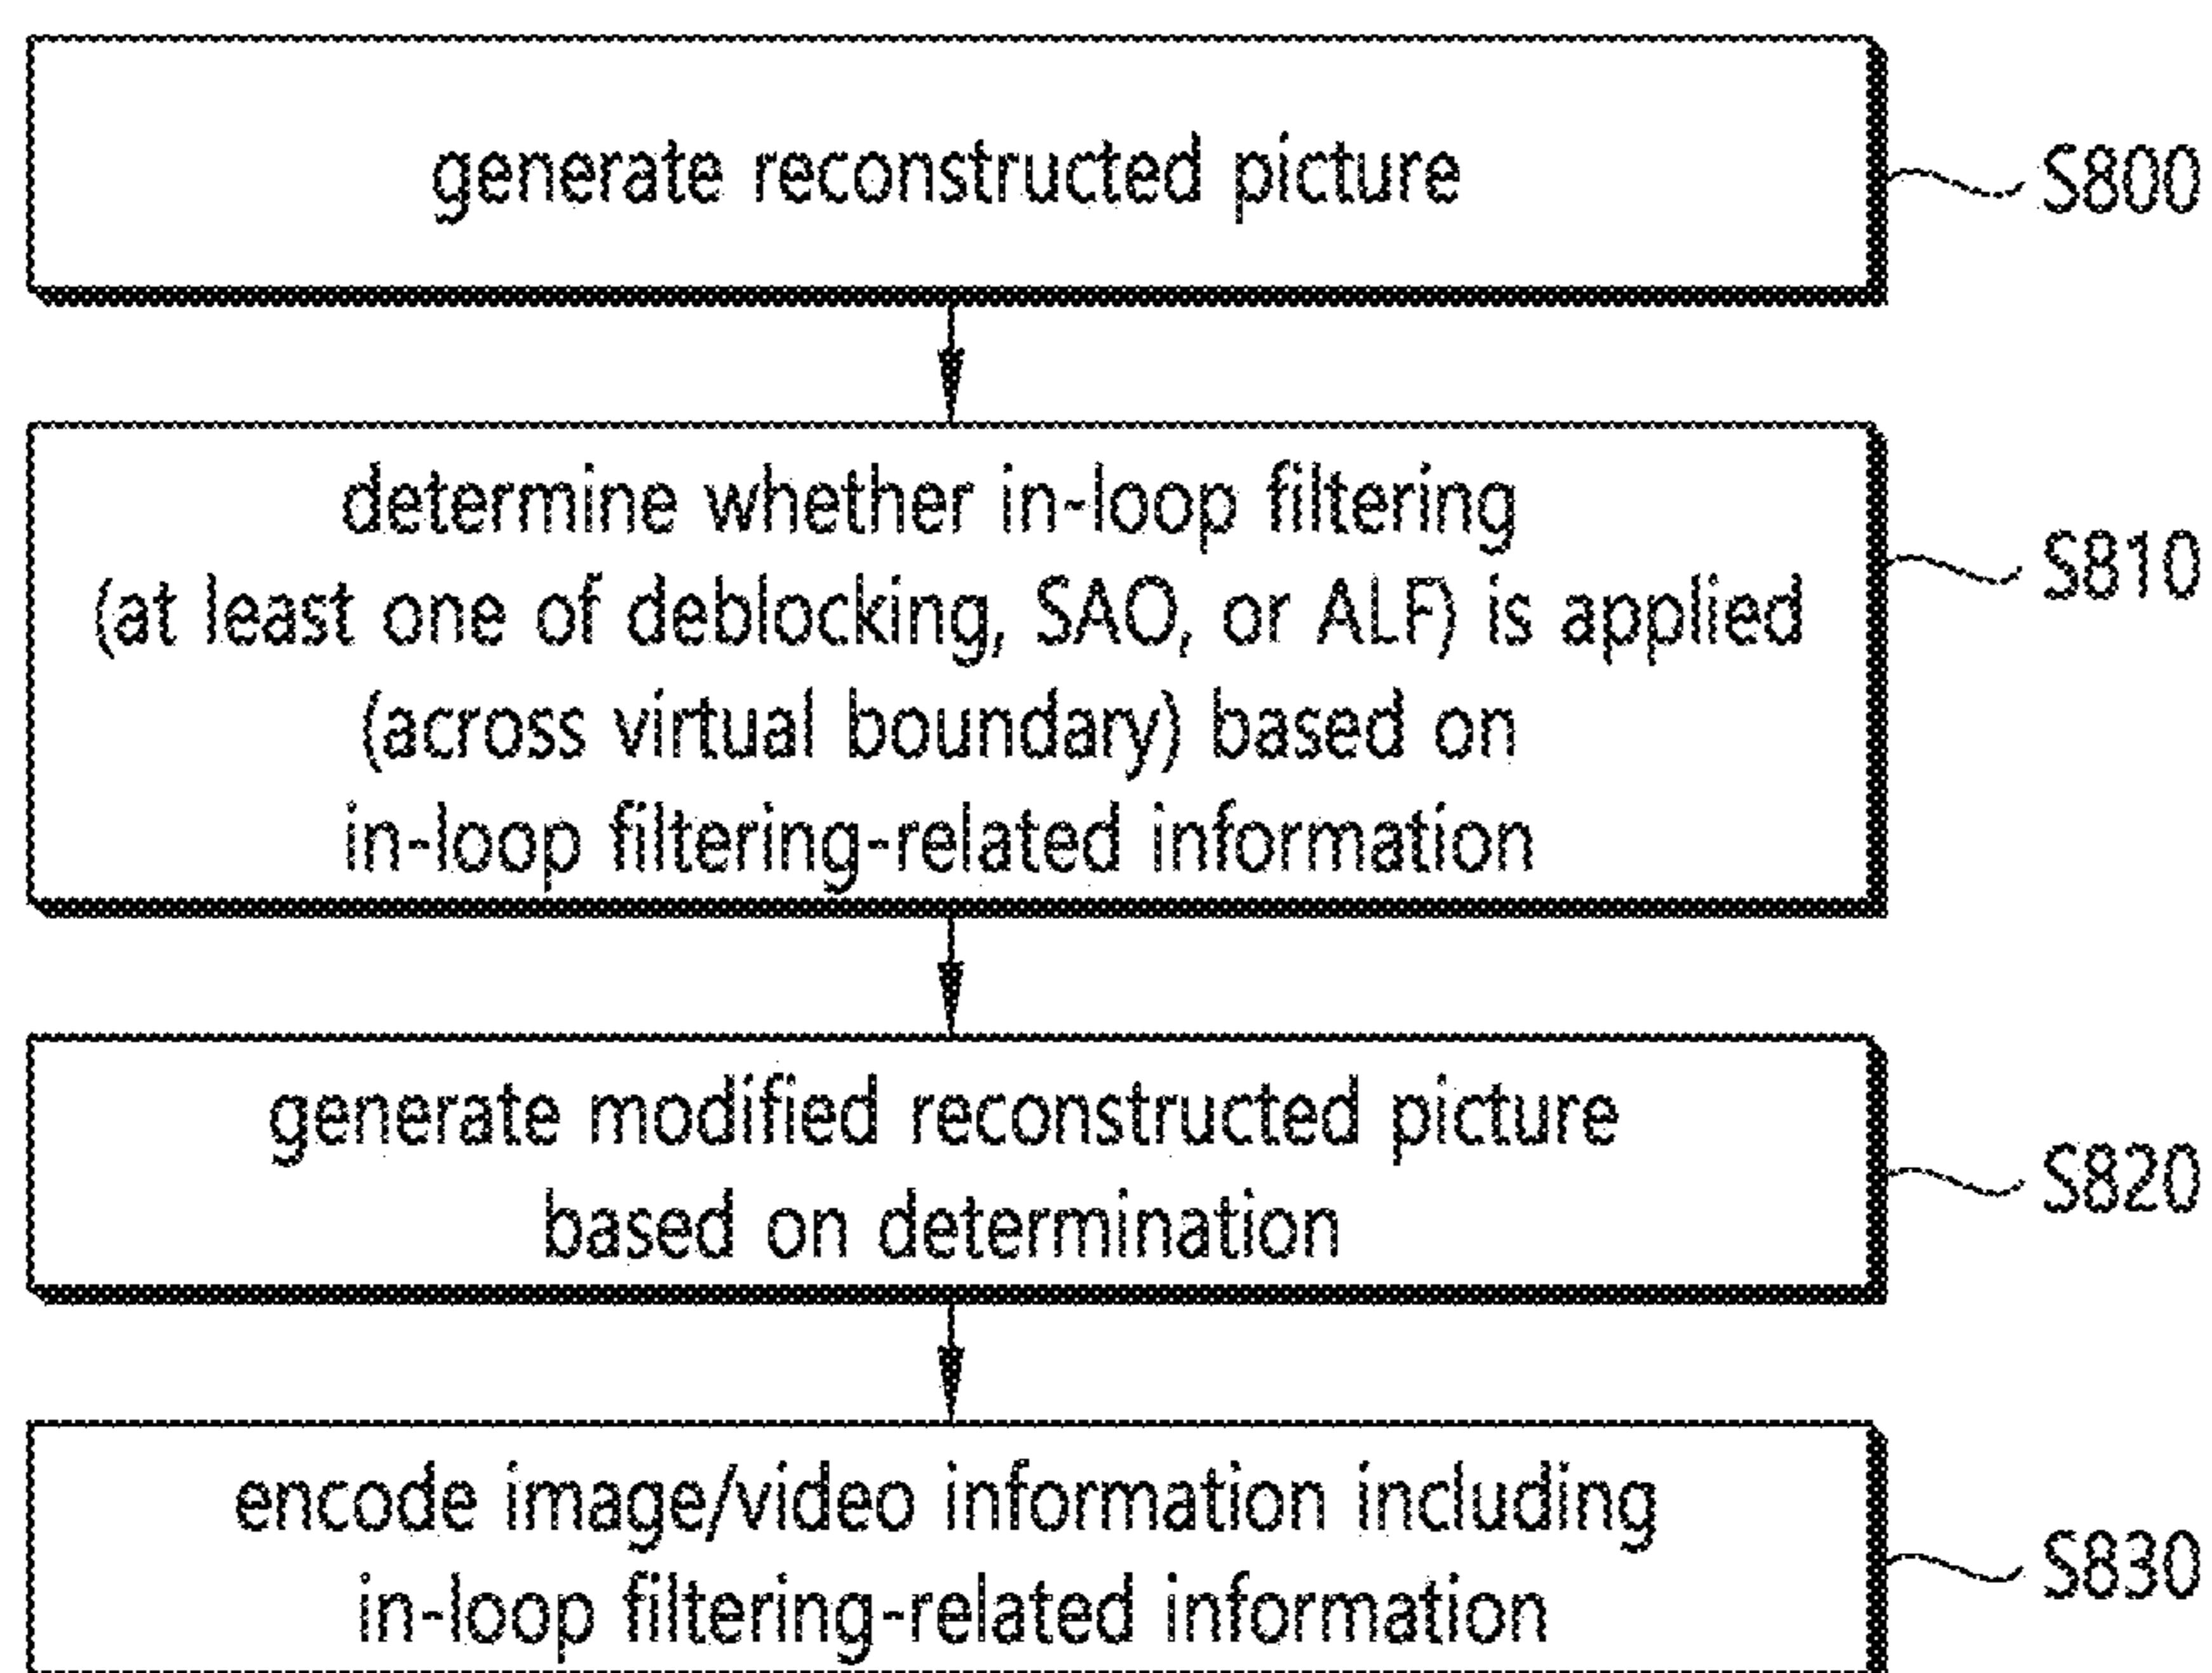 generate reconstructed picture
S800
determine whether in-loop filtering
(at least one of deblocking, SAO, or ALF) is applied
(across virtual boundary) based on
in-loop filtering-related information
S810
generate modified reconstructed picture
based on determination
S820
encode image/video information including
in-loop filtering-related information
S830